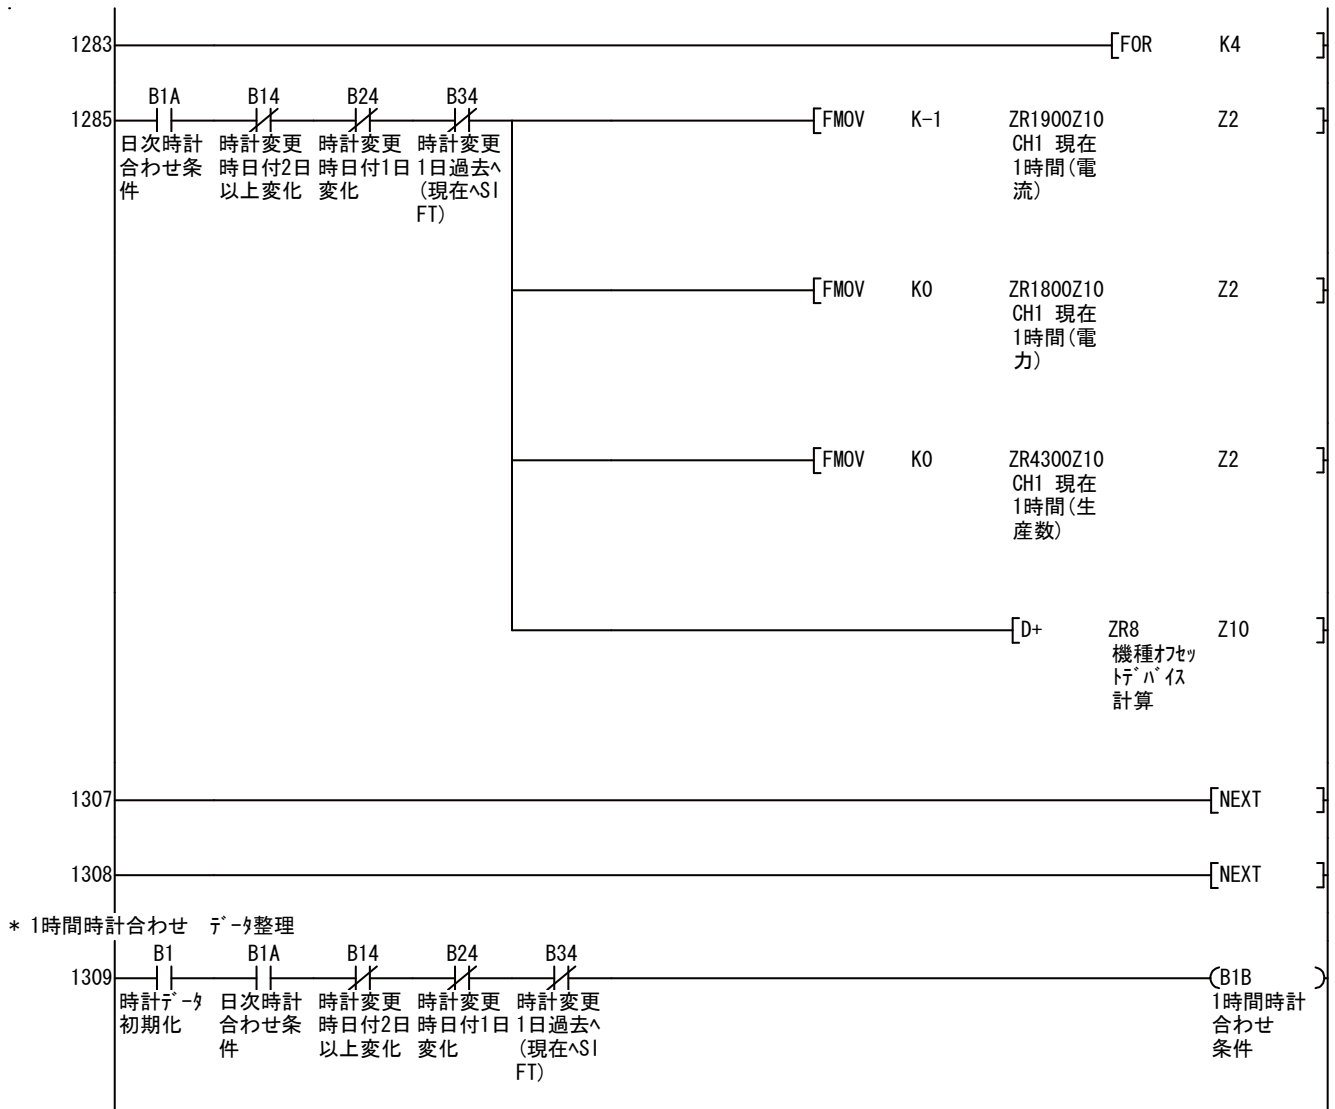 1283 [FOR K4 ]
B1A B14 B24 B34
1285 [FMOV K-1 ZR1900Z10 Z2 ]
日次時計 時計変更 時計変更 時計変更 CH1 現在
合わせ条 時日付2日 時日付1日 1日過去へ 1時間(電
件 以上変化 変化 (現在へSI 流)
FT)
[FMOV K0 ZR1800Z10 Z2 ]
CH1 現在
1時間(電
力)
[FMOV K0 ZR4300Z10 Z2 ]
CH1 現在
1時間(生
産数)
[D+ ZR8 Z10 ]
機種ｵﾌｾｯ
ﾄﾃﾞﾊﾞｲｽ
計算
1307 [NEXT ]
1308 [NEXT ]
* 1時間時計合わせ　ﾃﾞｰﾀ整理
B1 B1A B14 B24 B34
1309 (B1B )
時計ﾃﾞｰﾀ 日次時計 時計変更 時計変更 時計変更 1時間時計
初期化 合わせ条 時日付2日 時日付1日 1日過去へ 合わせ
件 以上変化 変化 (現在へSI 条件
FT)